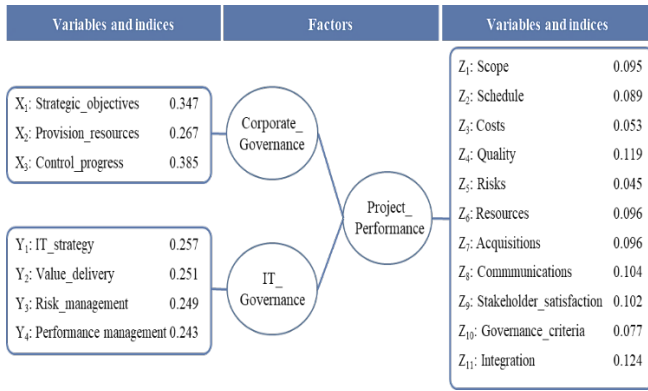 Variables and indices
Factors
Variables and indices
X1: Strategic_objectives 0.347
X2: Provision_resources 0.267
X3: Control_progress 0.385
Y1: IT_strategy 0.257
Y2: Value_delivery 0.251
Y3: Risk_management 0.249
Y4: Performance management 0.243
Corporate_
Governance
IT_
Governance
Project_
Performance
Z1: Scope 0.095
Z2: Schedule 0.089
Z3: Costs 0.053
Z4: Quality 0.119
Z5: Risks 0.045
Z6: Resources 0.096
Z7: Acquisitions 0.096
Z8: Commmunications 0.104
Z9: Stakeholder_satisfaction 0.102
Z10: Governance_criteria 0.077
Z11: Integration 0.124